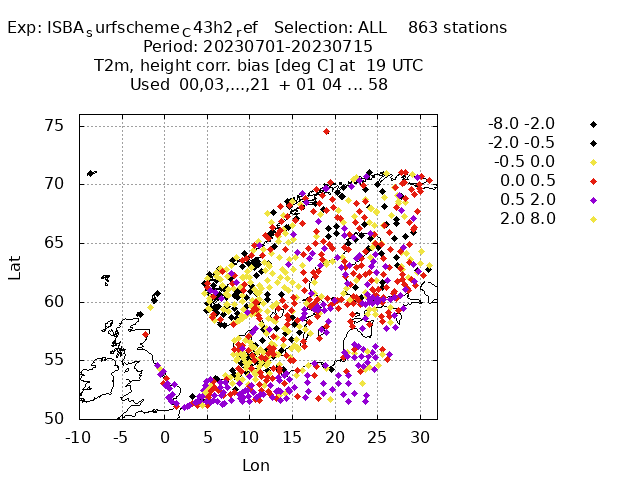 Exp: ISBAsurfschemeC43h2ref   Selection: ALL    863 stations
Period: 20230701-20230715
T2m, height corr. bias [deg C] at  19 UTC
Used  00,03,...,21  + 01 04 ... 58
-8.0 -2.0
-2.0 -0.5
-0.5 0.0
0.0 0.5
0.5 2.0
2.0 8.0
75
70
65
60
55
50
Lat
-10 -5 0 5 10 15 20 25 30
Lon